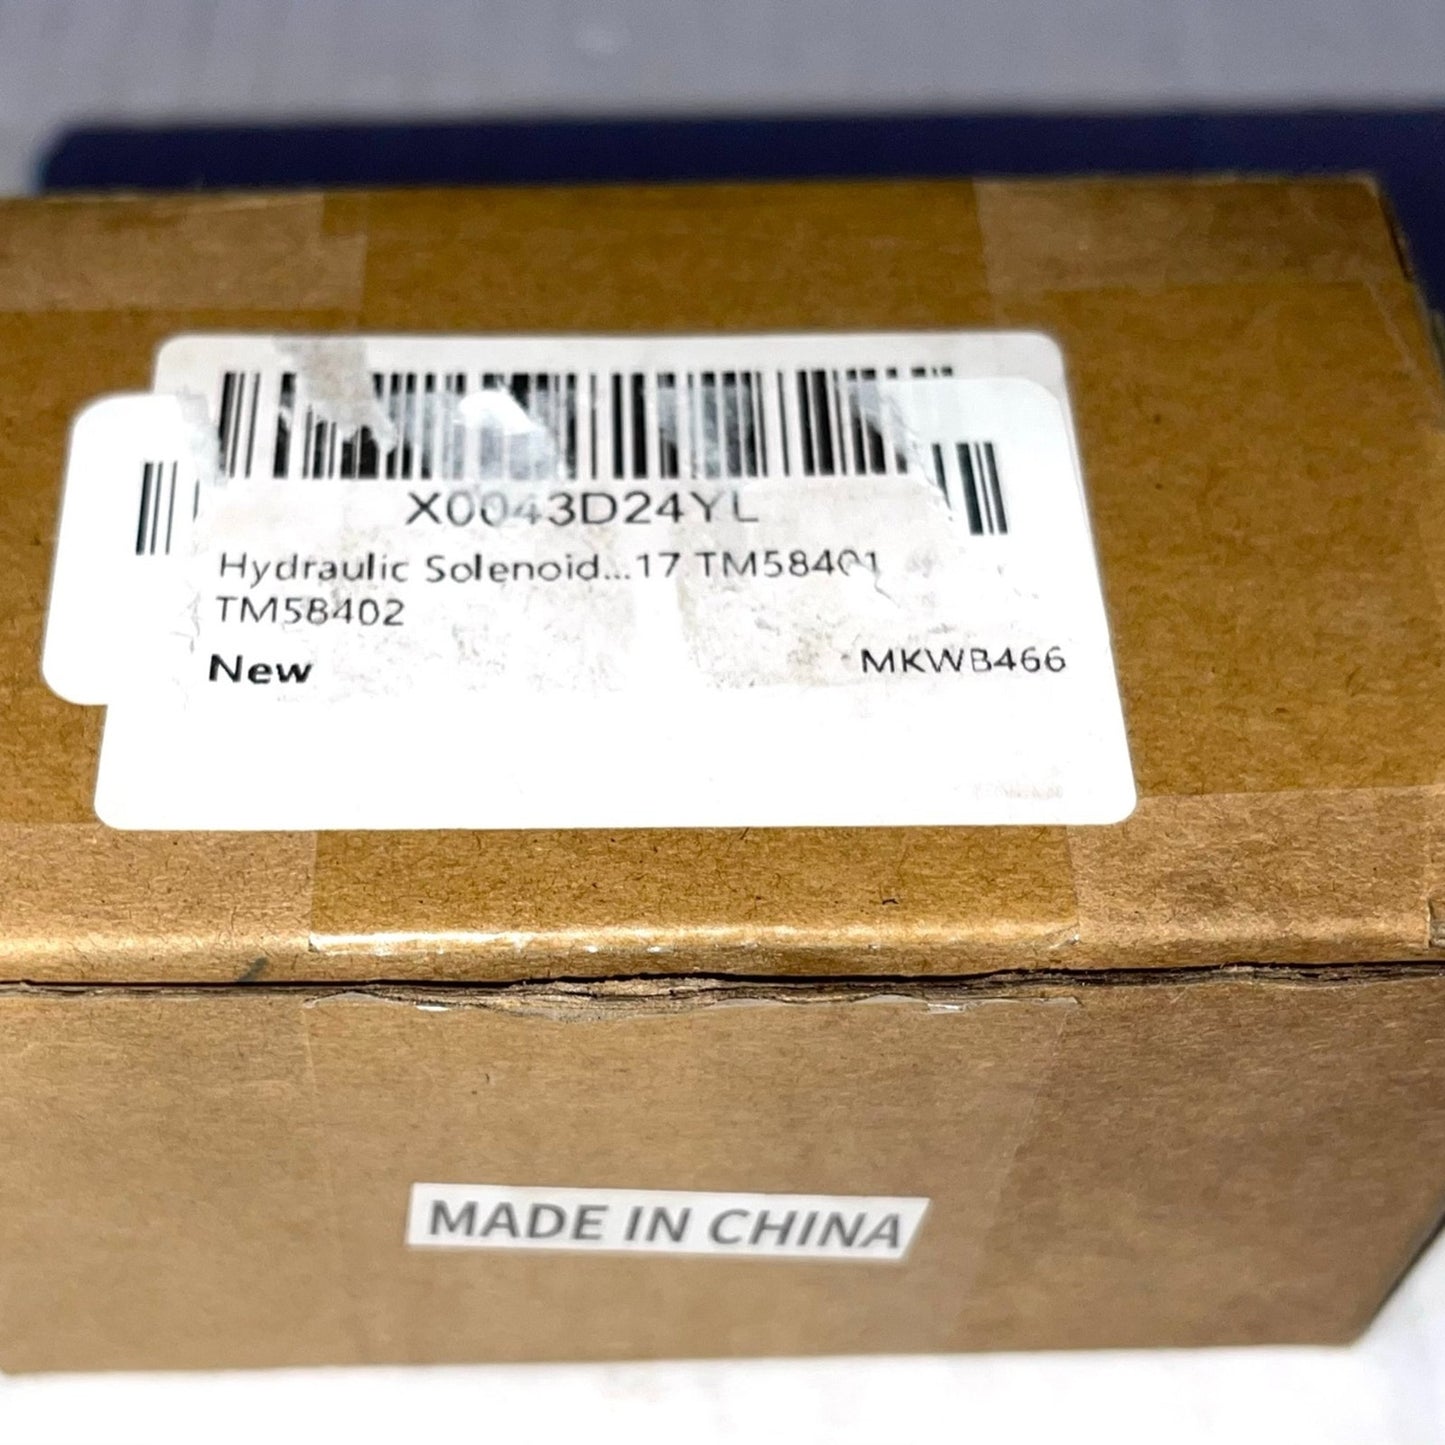 X0043D24YL
Hydraulic Solenoid...17 TM58401
TM58402
New MKWB466
MADE IN CHINA